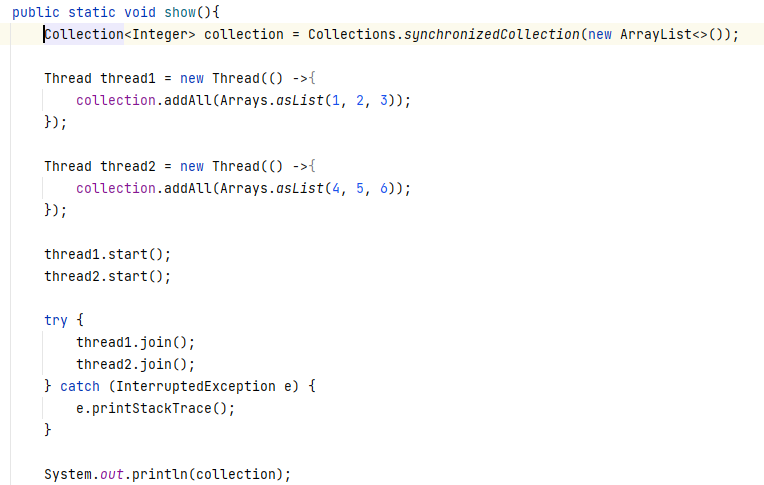 public static void show(){
    Collection<Integer> collection = Collections.synchronizedCollection(new ArrayList<>());

    Thread thread1 = new Thread(() ->{
        collection.addAll(Arrays.asList(1, 2, 3));
    });

    Thread thread2 = new Thread(() ->{
        collection.addAll(Arrays.asList(4, 5, 6));
    });

    thread1.start();
    thread2.start();

    try {
        thread1.join();
        thread2.join();
    } catch (InterruptedException e) {
        e.printStackTrace();
    }

    System.out.println(collection);